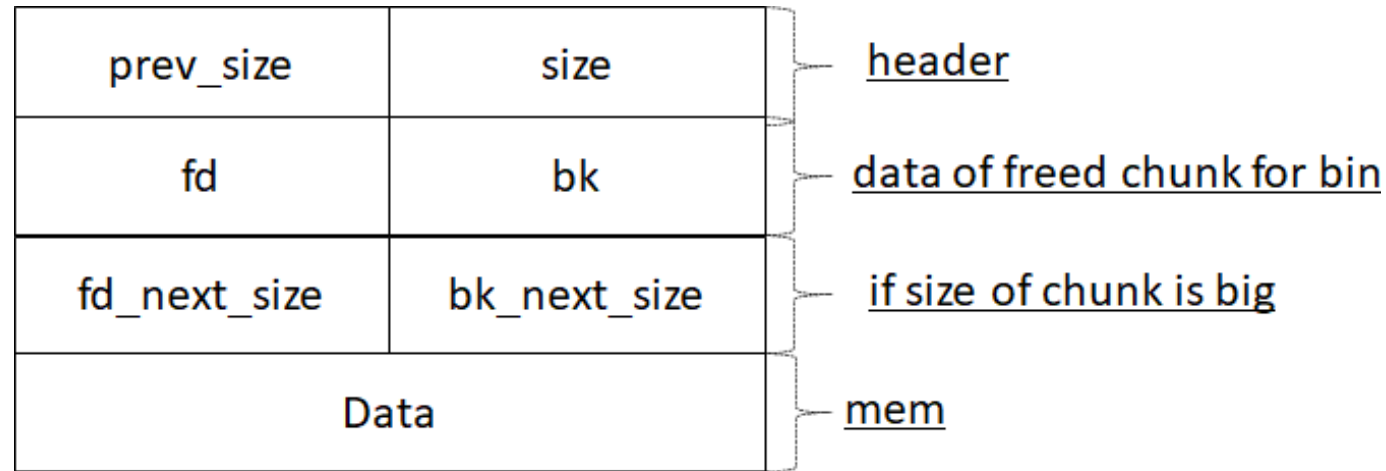 prev_size size header
fd bk data of freed chunk for bin
fd_next_size bk_next_size if size of chunk is big
Data mem